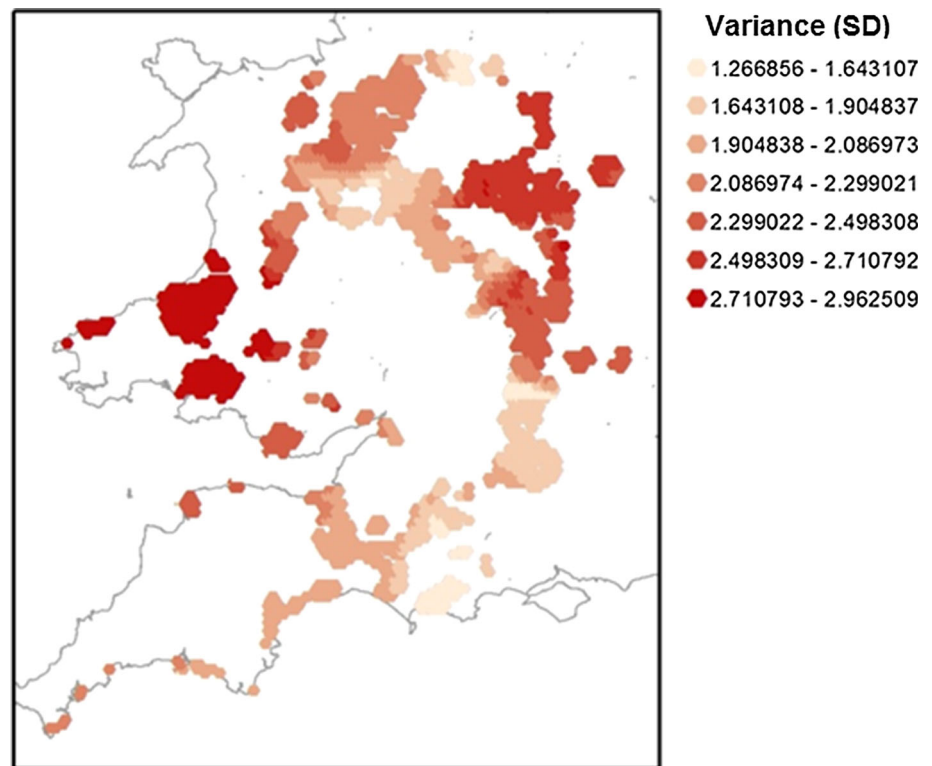 Variance (SD)
1.266856 - 1.643107
1.643108 - 1.904837
1.904838 - 2.086973
2.086974 - 2.299021
2.299022 - 2.498308
2.498309 - 2.710792
2.710793 - 2.962509